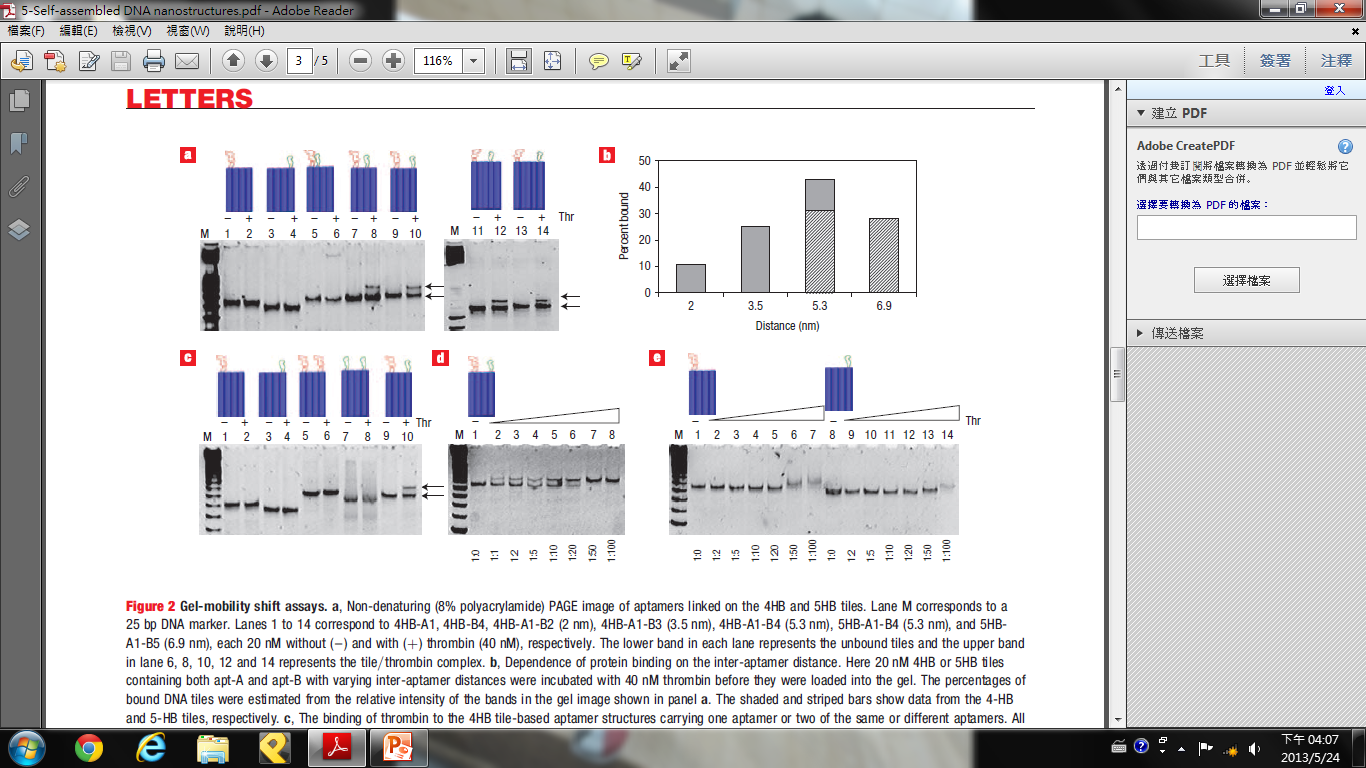 5-Self-assembled DNA nanostructures.pdf - Adobe Reader
檔案(F) 編輯(E) 檢視(V) 視窗(W) 說明(H)
3 / 5 116% 工具 簽署 注釋
登入
建立 PDF
Adobe CreatePDF
透過付費訂閱將檔案轉換為 PDF 並輕鬆將它
們與其它檔案類型合併。
選擇要轉換為 PDF 的檔案：
選擇檔案
傳送檔案
LETTERS
a
− + − + − + − + − +
M 1 2 3 4 5 6 7 8 9 10
− + − + Thr
M 11 12 13 14
b
Percent bound
50
40
30
20
10
0
2 3.5 5.3 6.9
Distance (nm)
c
− + − + − + − + − + Thr
M 1 2 3 4 5 6 7 8 9 10
d
−
M 1 2 3 4 5 6 7 8
1:0 1:1 1:2 1:5 1:10 1:20 1:50 1:100
e
− − Thr
M 1 2 3 4 5 6 7 8 9 10 11 12 13 14
1:0 1:2 1:5 1:10 1:20 1:50 1:100 1:0 1:2 1:5 1:10 1:20 1:50 1:100
Figure 2 Gel-mobility shift assays. a, Non-denaturing (8% polyacrylamide) PAGE image of aptamers linked on the 4HB and 5HB tiles. Lane M corresponds to a
25 bp DNA marker. Lanes 1 to 14 correspond to 4HB-A1, 4HB-B4, 4HB-A1-B2 (2 nm), 4HB-A1-B3 (3.5 nm), 4HB-A1-B4 (5.3 nm), 5HB-A1-B4 (5.3 nm), and 5HB-
A1-B5 (6.9 nm), each 20 nM without (−) and with (+) thrombin (40 nM), respectively. The lower band in each lane represents the unbound tiles and the upper band
in lane 6, 8, 10, 12 and 14 represents the tile/thrombin complex. b, Dependence of protein binding on the inter-aptamer distance. Here 20 nM 4HB or 5HB tiles
containing both apt-A and apt-B with varying inter-aptamer distances were incubated with 40 nM thrombin before they were loaded into the gel. The percentages of
bound DNA tiles were estimated from the relative intensity of the bands in the gel image shown in panel a. The shaded and striped bars show data from the 4-HB
and 5-HB tiles, respectively. c, The binding of thrombin to the 4HB tile-based aptamer structures carrying one aptamer or two of the same or different aptamers. All
下午 04:07
2013/5/24